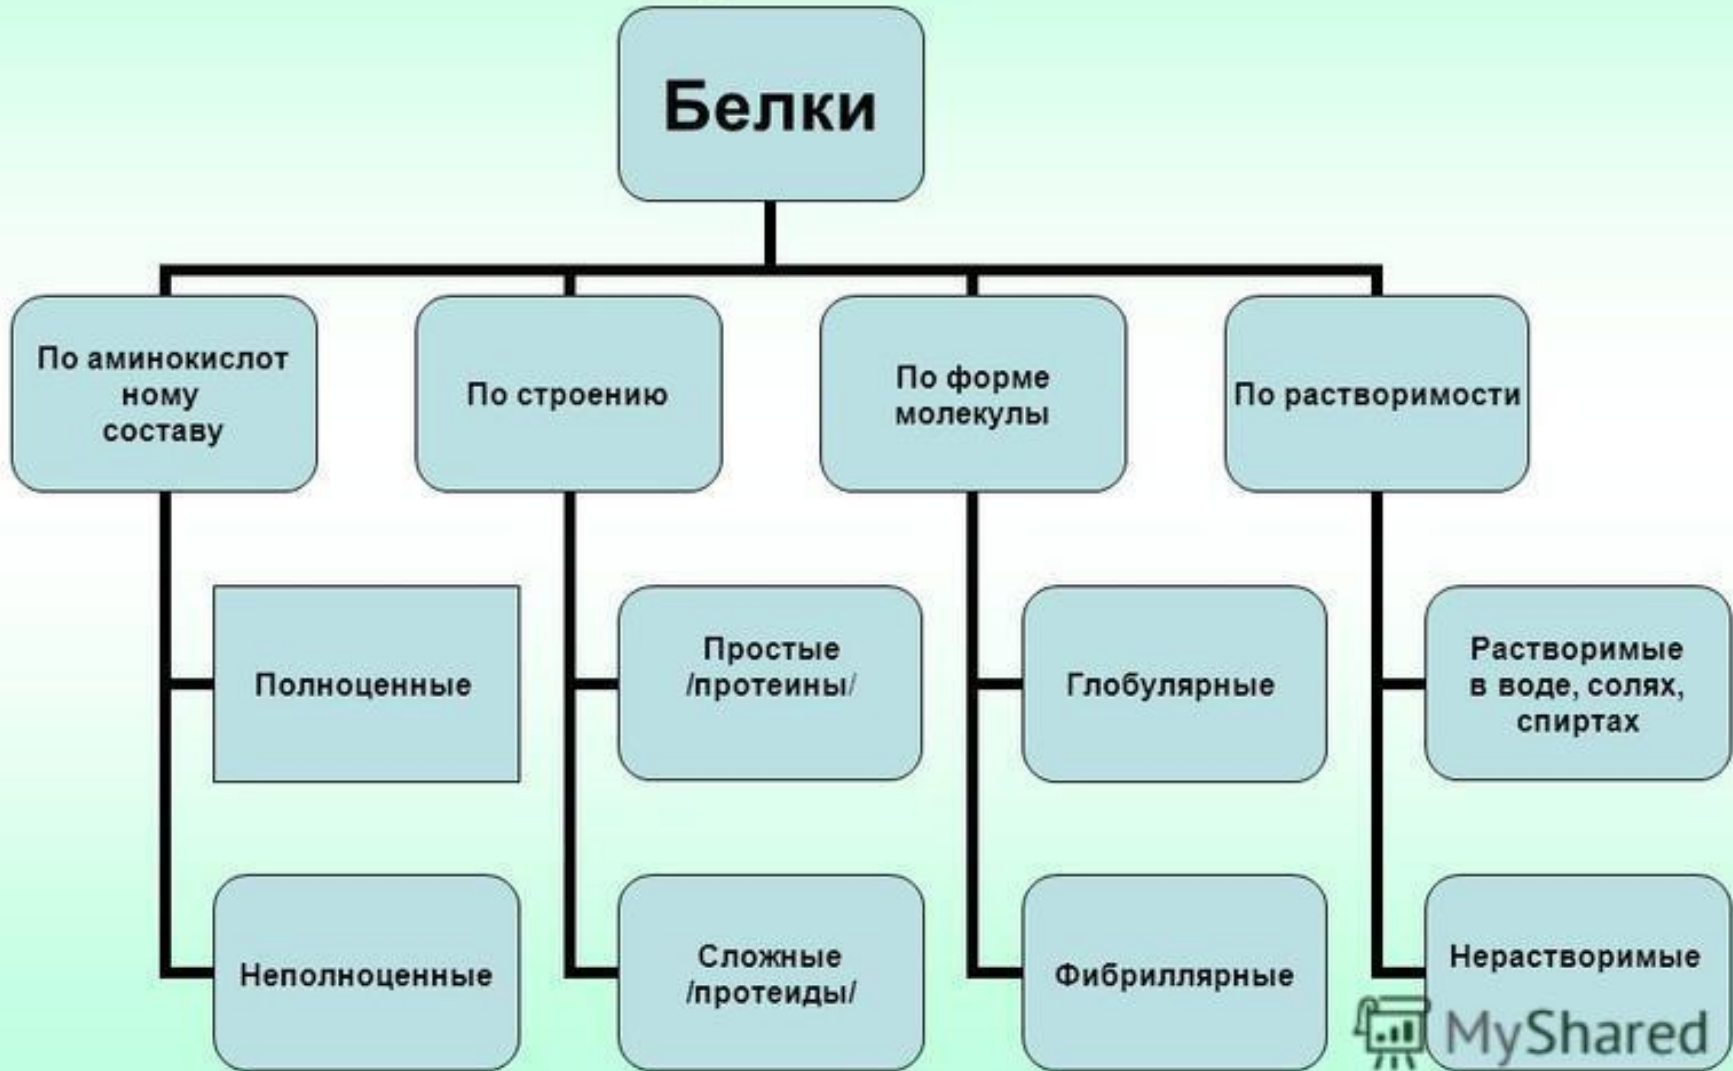 Белки
По аминокислот
ному
составу
По строению
По форме
молекулы
По растворимости
Полноценные
Простые
/протеины/
Глобулярные
Растворимые
в воде, солях,
спиртах
Неполноценные
Сложные
/протеиды/
Фибриллярные
Нерастворимые
MyShared